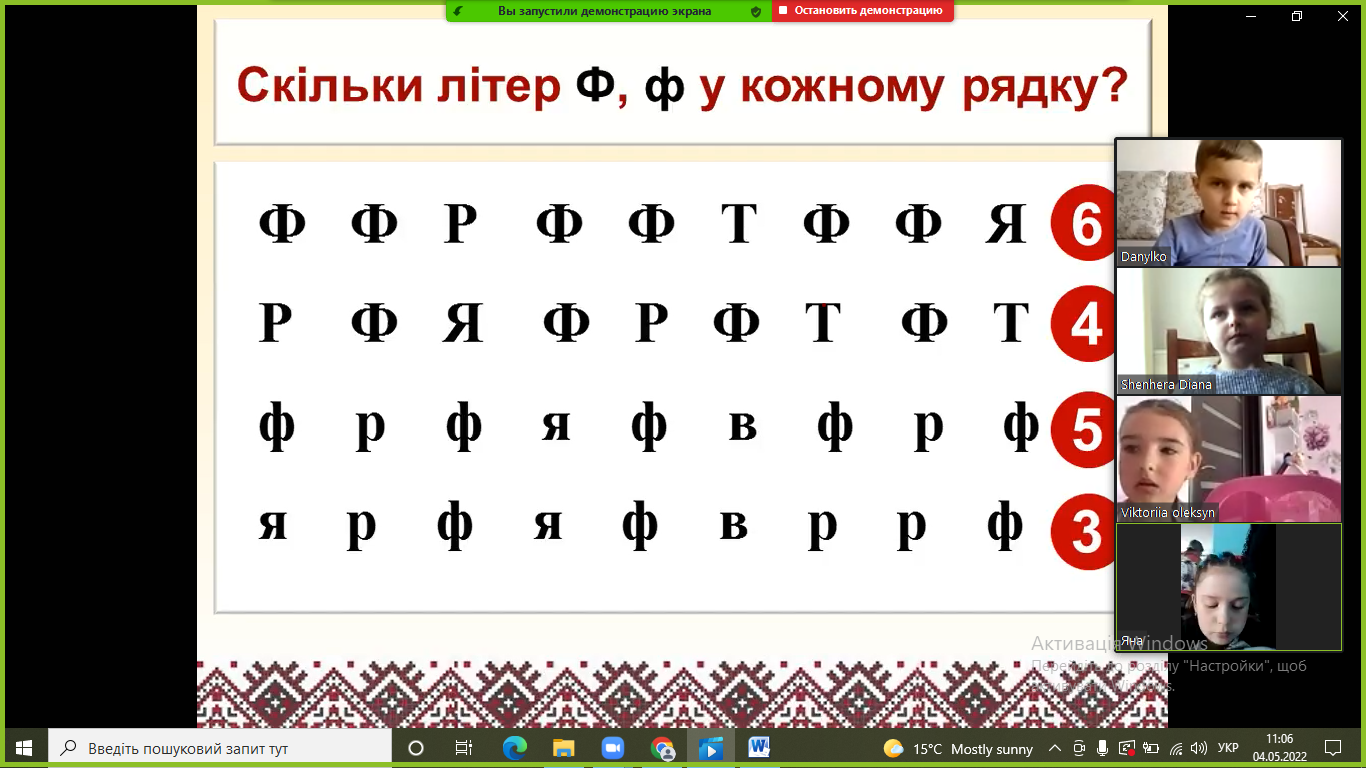 Вы запустили демонстрацию экрана
Остановить демонстрацию
Скільки літер Ф, ф у кожному рядку?
Ф Ф Р Ф Ф Т Ф Ф Я 6
Р Ф Я Ф Р Ф Т Ф Т 4
ф р ф я ф в ф р ф 5
я р ф я ф в р р ф 3
Danylko
Shenhera Diana
Viktoriia oleksyn
Яна
Активація Windows
Перейдіть до розділу "Настройки", щоб
активувати Windows.
Введіть пошуковий запит тут
15°C Mostly sunny
УКР
11:06
04.05.2022